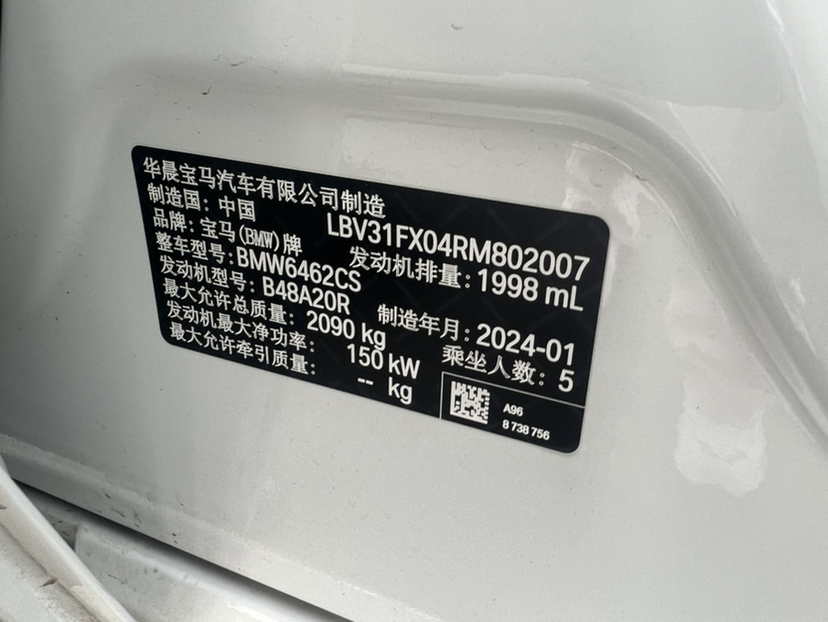 华晨宝马汽车有限公司制造
制造国：中国
LBV31FX04RM802007
品牌：宝马(BMW)牌
发动机排量：1998 mL
整车型号：BMW6462CS
发动机型号：B48A20R
制造年月：2024-01
最大允许总质量：2090 kg
乘坐人数：5
发动机最大净功率：150 kW
最大允许牵引质量：-- kg
A96
8 738 756